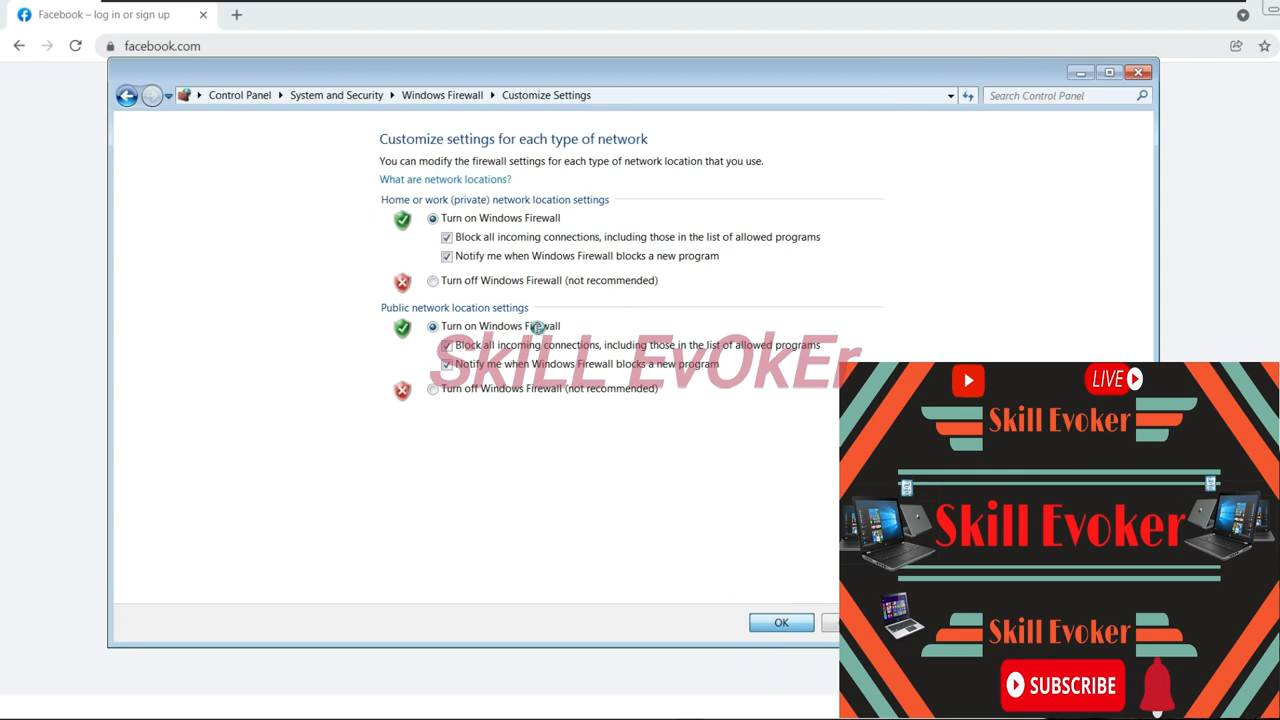 Facebook – log in or sign up
facebook.com
Control Panel System and Security Windows Firewall Customize Settings
Search Control Panel
Customize settings for each type of network
You can modify the firewall settings for each type of network location that you use.
What are network locations?
Home or work (private) network location settings
Turn on Windows Firewall
Block all incoming connections, including those in the list of allowed programs
Notify me when Windows Firewall blocks a new program
Turn off Windows Firewall (not recommended)
Public network location settings
Turn on Windows Firewall
Block all incoming connections, including those in the list of allowed programs
SkILL EvOkEr
Notify me when Windows Firewall blocks a new program
Turn off Windows Firewall (not recommended)
OK
LIVE
Skill Evoker
Skill Evoker
Skill Evoker
SUBSCRIBE